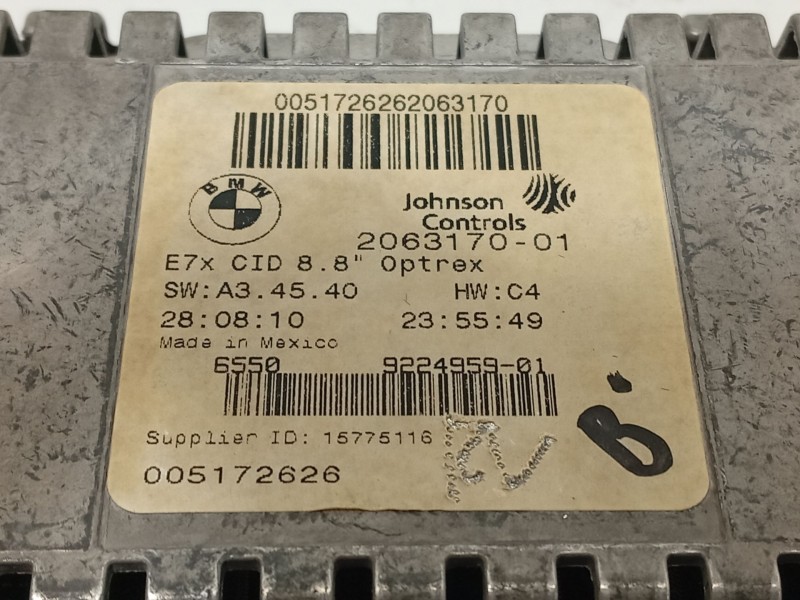 0051726262063170
BMW
Johnson
Controls
2063170-01
E7x CID 8.8" Optrex
SW:A3.45.40 HW:C4
28:08:10 23:55:49
Made in Mexico
6550 9224959-01
Supplier ID: 15775116
005172626
B.